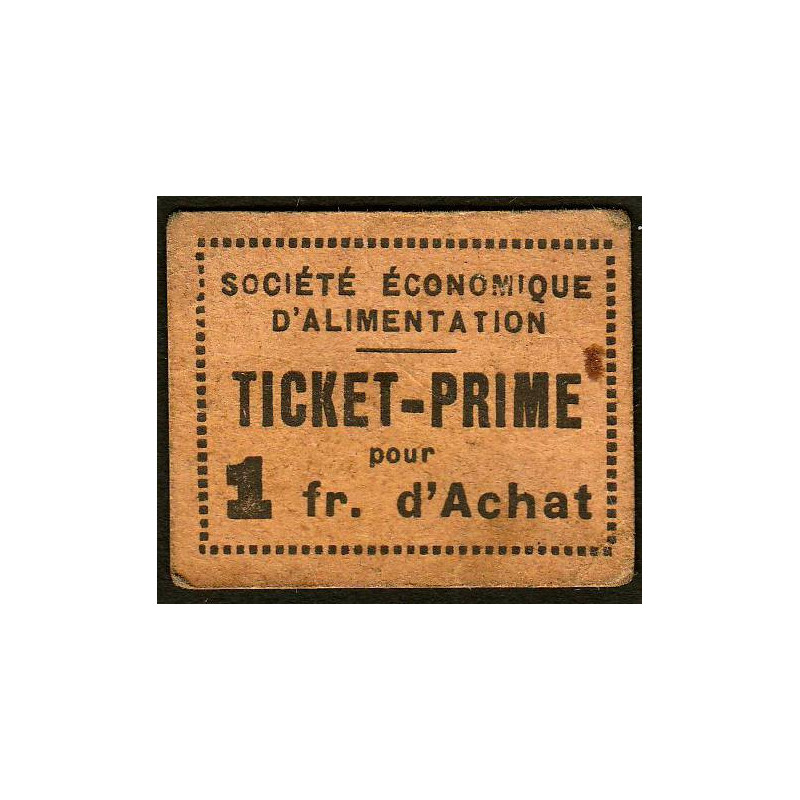 SOCIÉTÉ ÉCONOMIQUE
D'ALIMENTATION
TICKET-PRIME
pour
1 fr. d'Achat